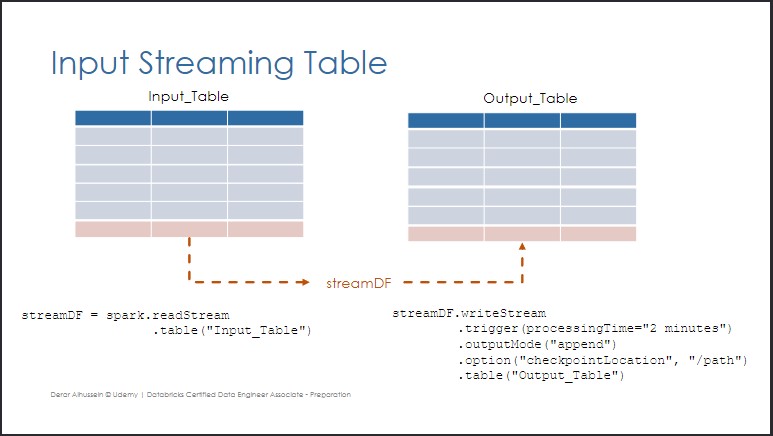 Input Streaming Table
Input_Table
Output_Table
streamDF
streamDF = spark.readStream
.table("Input_Table")
streamDF.writeStream
.trigger(processingTime="2 minutes")
.outputMode("append")
.option("checkpointLocation", "/path")
.table("Output_Table")
Derar Alhussein © Udemy | Databricks Certified Data Engineer Associate - Preparation